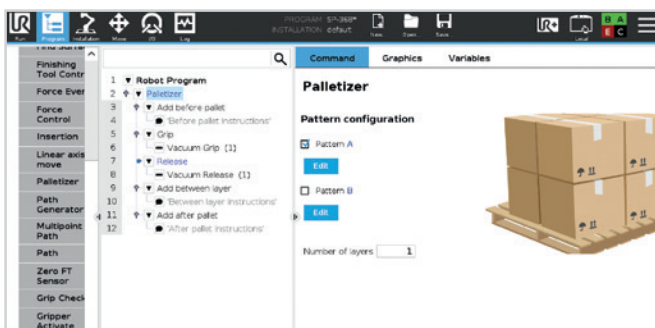 PROGRAM SP-368*
INSTALLATION default
Run
Program
Installation
Move
I/O
Log
New...
Open...
Save...
Local
UR+
B A
E C
Finishing
Tool Contr
Force Ever
Force
Control
Insertion
Linear axis
move
Palletizer
Path
Generator
Multipoint
Path
Path
Zero FT
Sensor
Grip Check
Gripper
Activate
1 Robot Program
2 Palletizer
3 Add before pallet
4 'Before pallet instructions'
5 Grip
6 Vacuum Grip (1)
7 Release
8 Vacuum Release (1)
9 Add between layer
10 'Between layer instructions'
11 Add after pallet
12 'After pallet instructions'
Command Graphics Variables
Palletizer
Pattern configuration
Pattern A
Edit
Pattern B
Edit
Number of layers 1